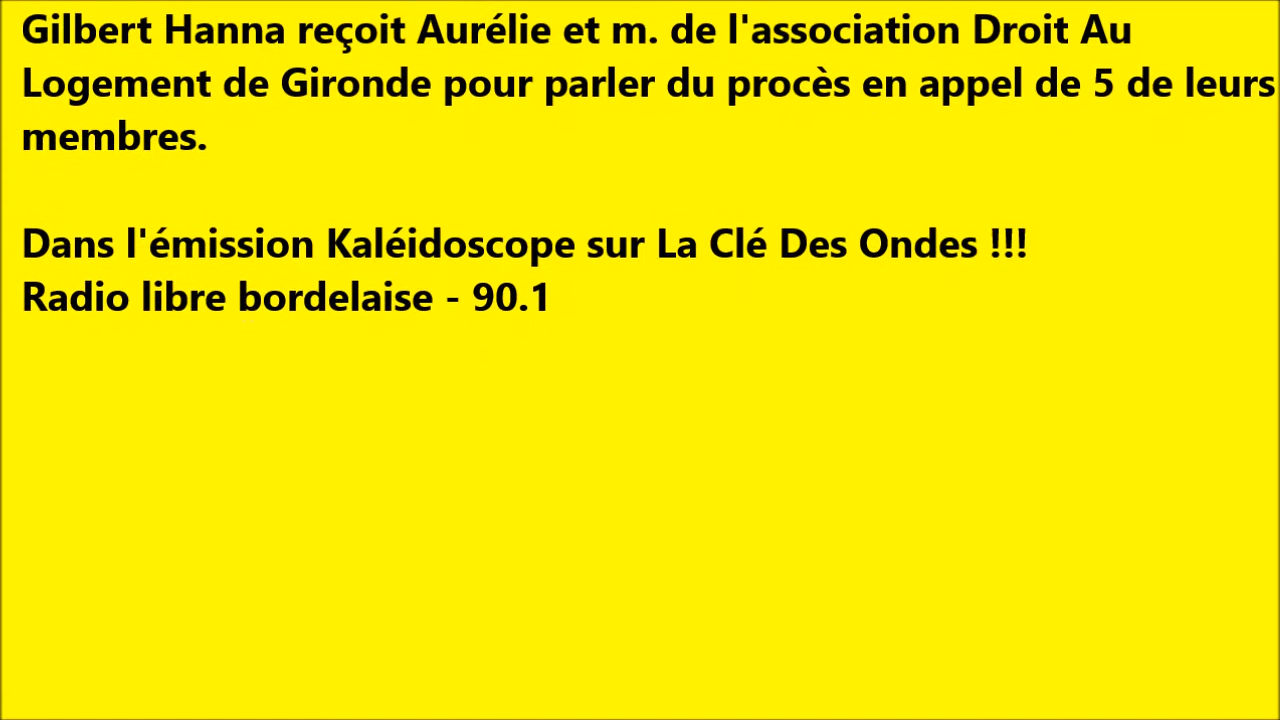 Gilbert Hanna reçoit Aurélie et m. de l'association Droit Au
Logement de Gironde pour parler du procès en appel de 5 de leurs
membres.
Dans l'émission Kaléidoscope sur La Clé Des Ondes !!!
Radio libre bordelaise - 90.1